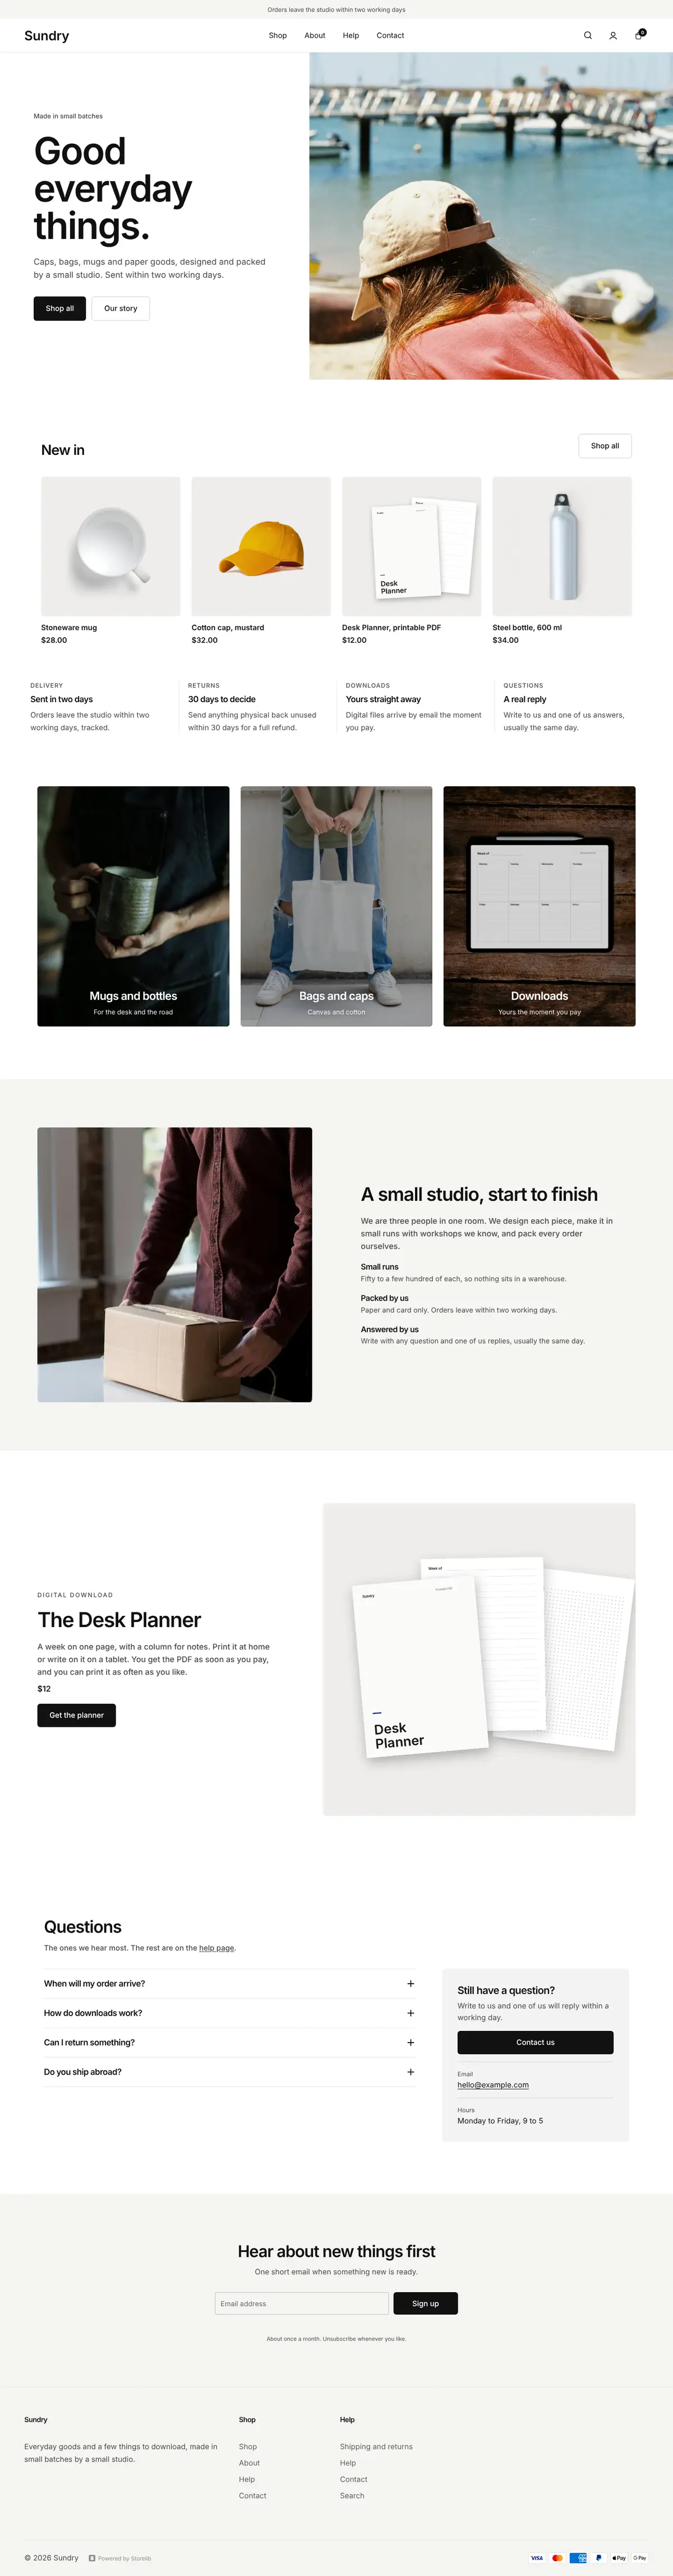 Orders leave the studio within two working days
Sundry
Shop
About
Help
Contact
0
Made in small batches
Good
everyday
things.
Caps, bags, mugs and paper goods, designed and packed
by a small studio. Sent within two working days.
Shop all
Our story
New in
Shop all
Desk
Planner
Stoneware mug
$28.00
Cotton cap, mustard
$32.00
Desk Planner, printable PDF
$12.00
Steel bottle, 600 ml
$34.00
DELIVERY
Sent in two days
Orders leave the studio within two
working days, tracked.
RETURNS
30 days to decide
Send anything physical back unused
within 30 days for a full refund.
DOWNLOADS
Yours straight away
Digital files arrive by email the moment
you pay.
QUESTIONS
A real reply
Write to us and one of us answers,
usually the same day.
Mugs and bottles
For the desk and the road
Bags and caps
Canvas and cotton
Week of
Downloads
Yours the moment you pay
A small studio, start to finish
We are three people in one room. We design each piece, make it in
small runs with workshops we know, and pack every order
ourselves.
Small runs
Fifty to a few hundred of each, so nothing sits in a warehouse.
Packed by us
Paper and card only. Orders leave within two working days.
Answered by us
Write with any question and one of us replies, usually the same day.
DIGITAL DOWNLOAD
The Desk Planner
A week on one page, with a column for notes. Print it at home
or write on it on a tablet. You get the PDF as soon as you pay,
and you can print it as often as you like.
$12
Get the planner
Week of
Sundry
Desk
Planner
Questions
The ones we hear most. The rest are on the help page.
When will my order arrive?
How do downloads work?
Can I return something?
Do you ship abroad?
Still have a question?
Write to us and one of us will reply within a
working day.
Contact us
Email
hello@example.com
Hours
Monday to Friday, 9 to 5
Hear about new things first
One short email when something new is ready.
Email address
Sign up
About once a month. Unsubscribe whenever you like.
Sundry
Everyday goods and a few things to download, made in
small batches by a small studio.
Shop
Shop
About
Help
Contact
Help
Shipping and returns
Help
Contact
Search
© 2026 Sundry
Powered by Storelib
VISA
Pay
G Pay